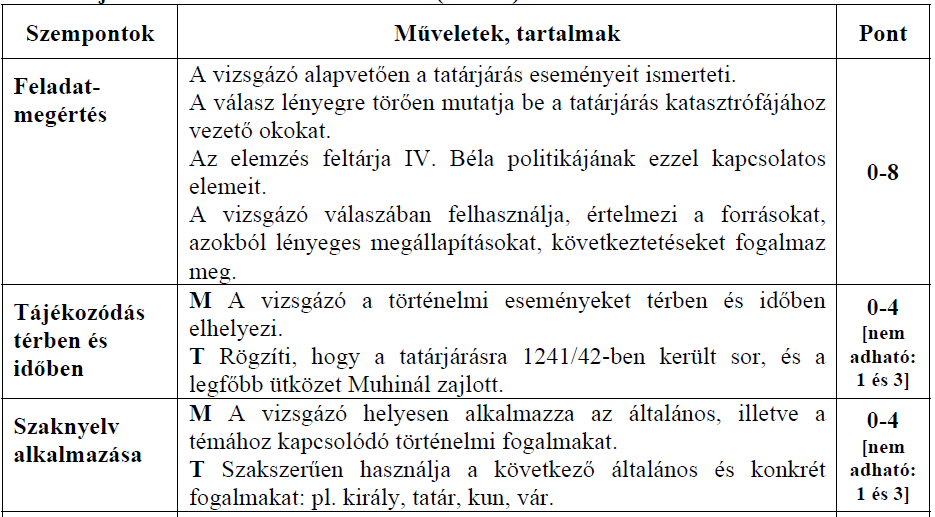 Szempontok
Műveletek, tartalmak
Pont
Feladat-
megértés
A vizsgázó alapvetően a tatárjárás eseményeit ismerteti.
A válasz lényegre törően mutatja be a tatárjárás katasztrófájához
vezető okokat.
Az elemzés feltárja IV. Béla politikájának ezzel kapcsolatos
elemeit.
A vizsgázó válaszában felhasználja, értelmezi a forrásokat,
azokból lényeges megállapításokat, következtetéseket fogalmaz
meg.
0-8
Tájékozódás
térben és
időben
M A vizsgázó a történelmi eseményeket térben és időben
elhelyezi.
T Rögzíti, hogy a tatárjárásra 1241/42-ben került sor, és a
legfőbb ütközet Muhinál zajlott.
0-4
[nem
adható:
1 és 3]
Szaknyelv
alkalmazása
M A vizsgázó helyesen alkalmazza az általános, illetve a
témához kapcsolódó történelmi fogalmakat.
T Szakszerűen használja a következő általános és konkrét
fogalmakat: pl. király, tatár, kun, vár.
0-4
[nem
adható:
1 és 3]